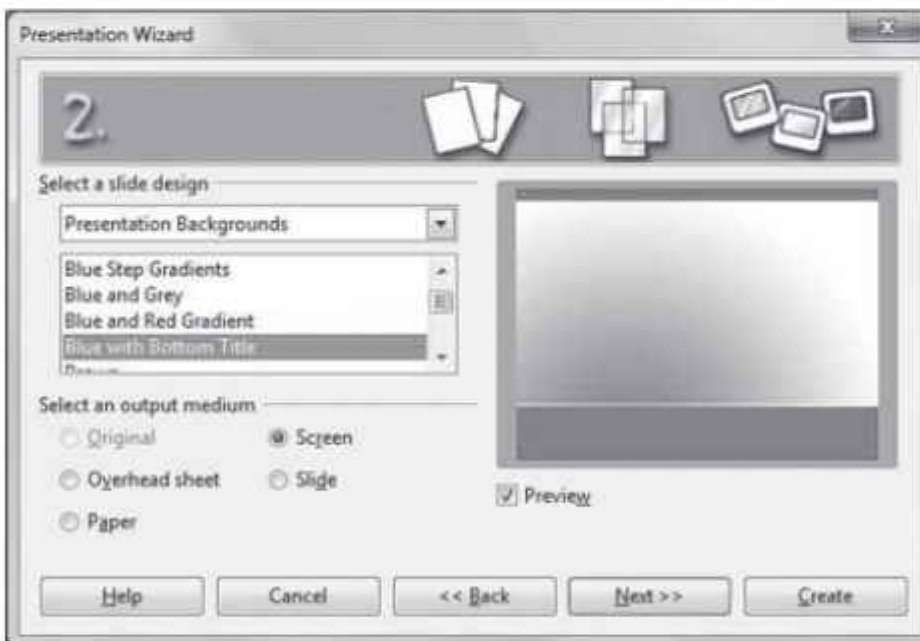 Presentation Wizard
2.
Select a slide design
Presentation Backgrounds
Blue Step Gradients
Blue and Grey
Blue and Red Gradient
Blue with Bottom Title
Select an output medium
Original
Screen
Overhead sheet
Slide
Paper
Preview
Help
Cancel
<< Back
Next >>
Create